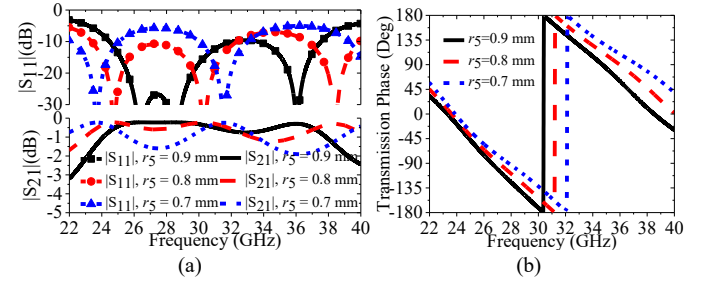 0
-10
-20
-30
|S11|(dB)
0
-1
-2
-3
-4
-5
|S21|(dB)
|S11|, r5 = 0.9 mm |S21|, r5 = 0.9 mm
|S11|, r5 = 0.8 mm |S21|, r5 = 0.8 mm
|S11|, r5 = 0.7 mm |S21|, r5 = 0.7 mm
22 24 26 28 30 32 34 36 38 40
Frequency (GHz)
(a)
180
135
90
45
0
-45
-90
-135
-180
Transmission Phase (Deg)
r5=0.9 mm
r5=0.8 mm
r5=0.7 mm
22 24 26 28 30 32 34 36 38 40
Frequency (GHz)
(b)